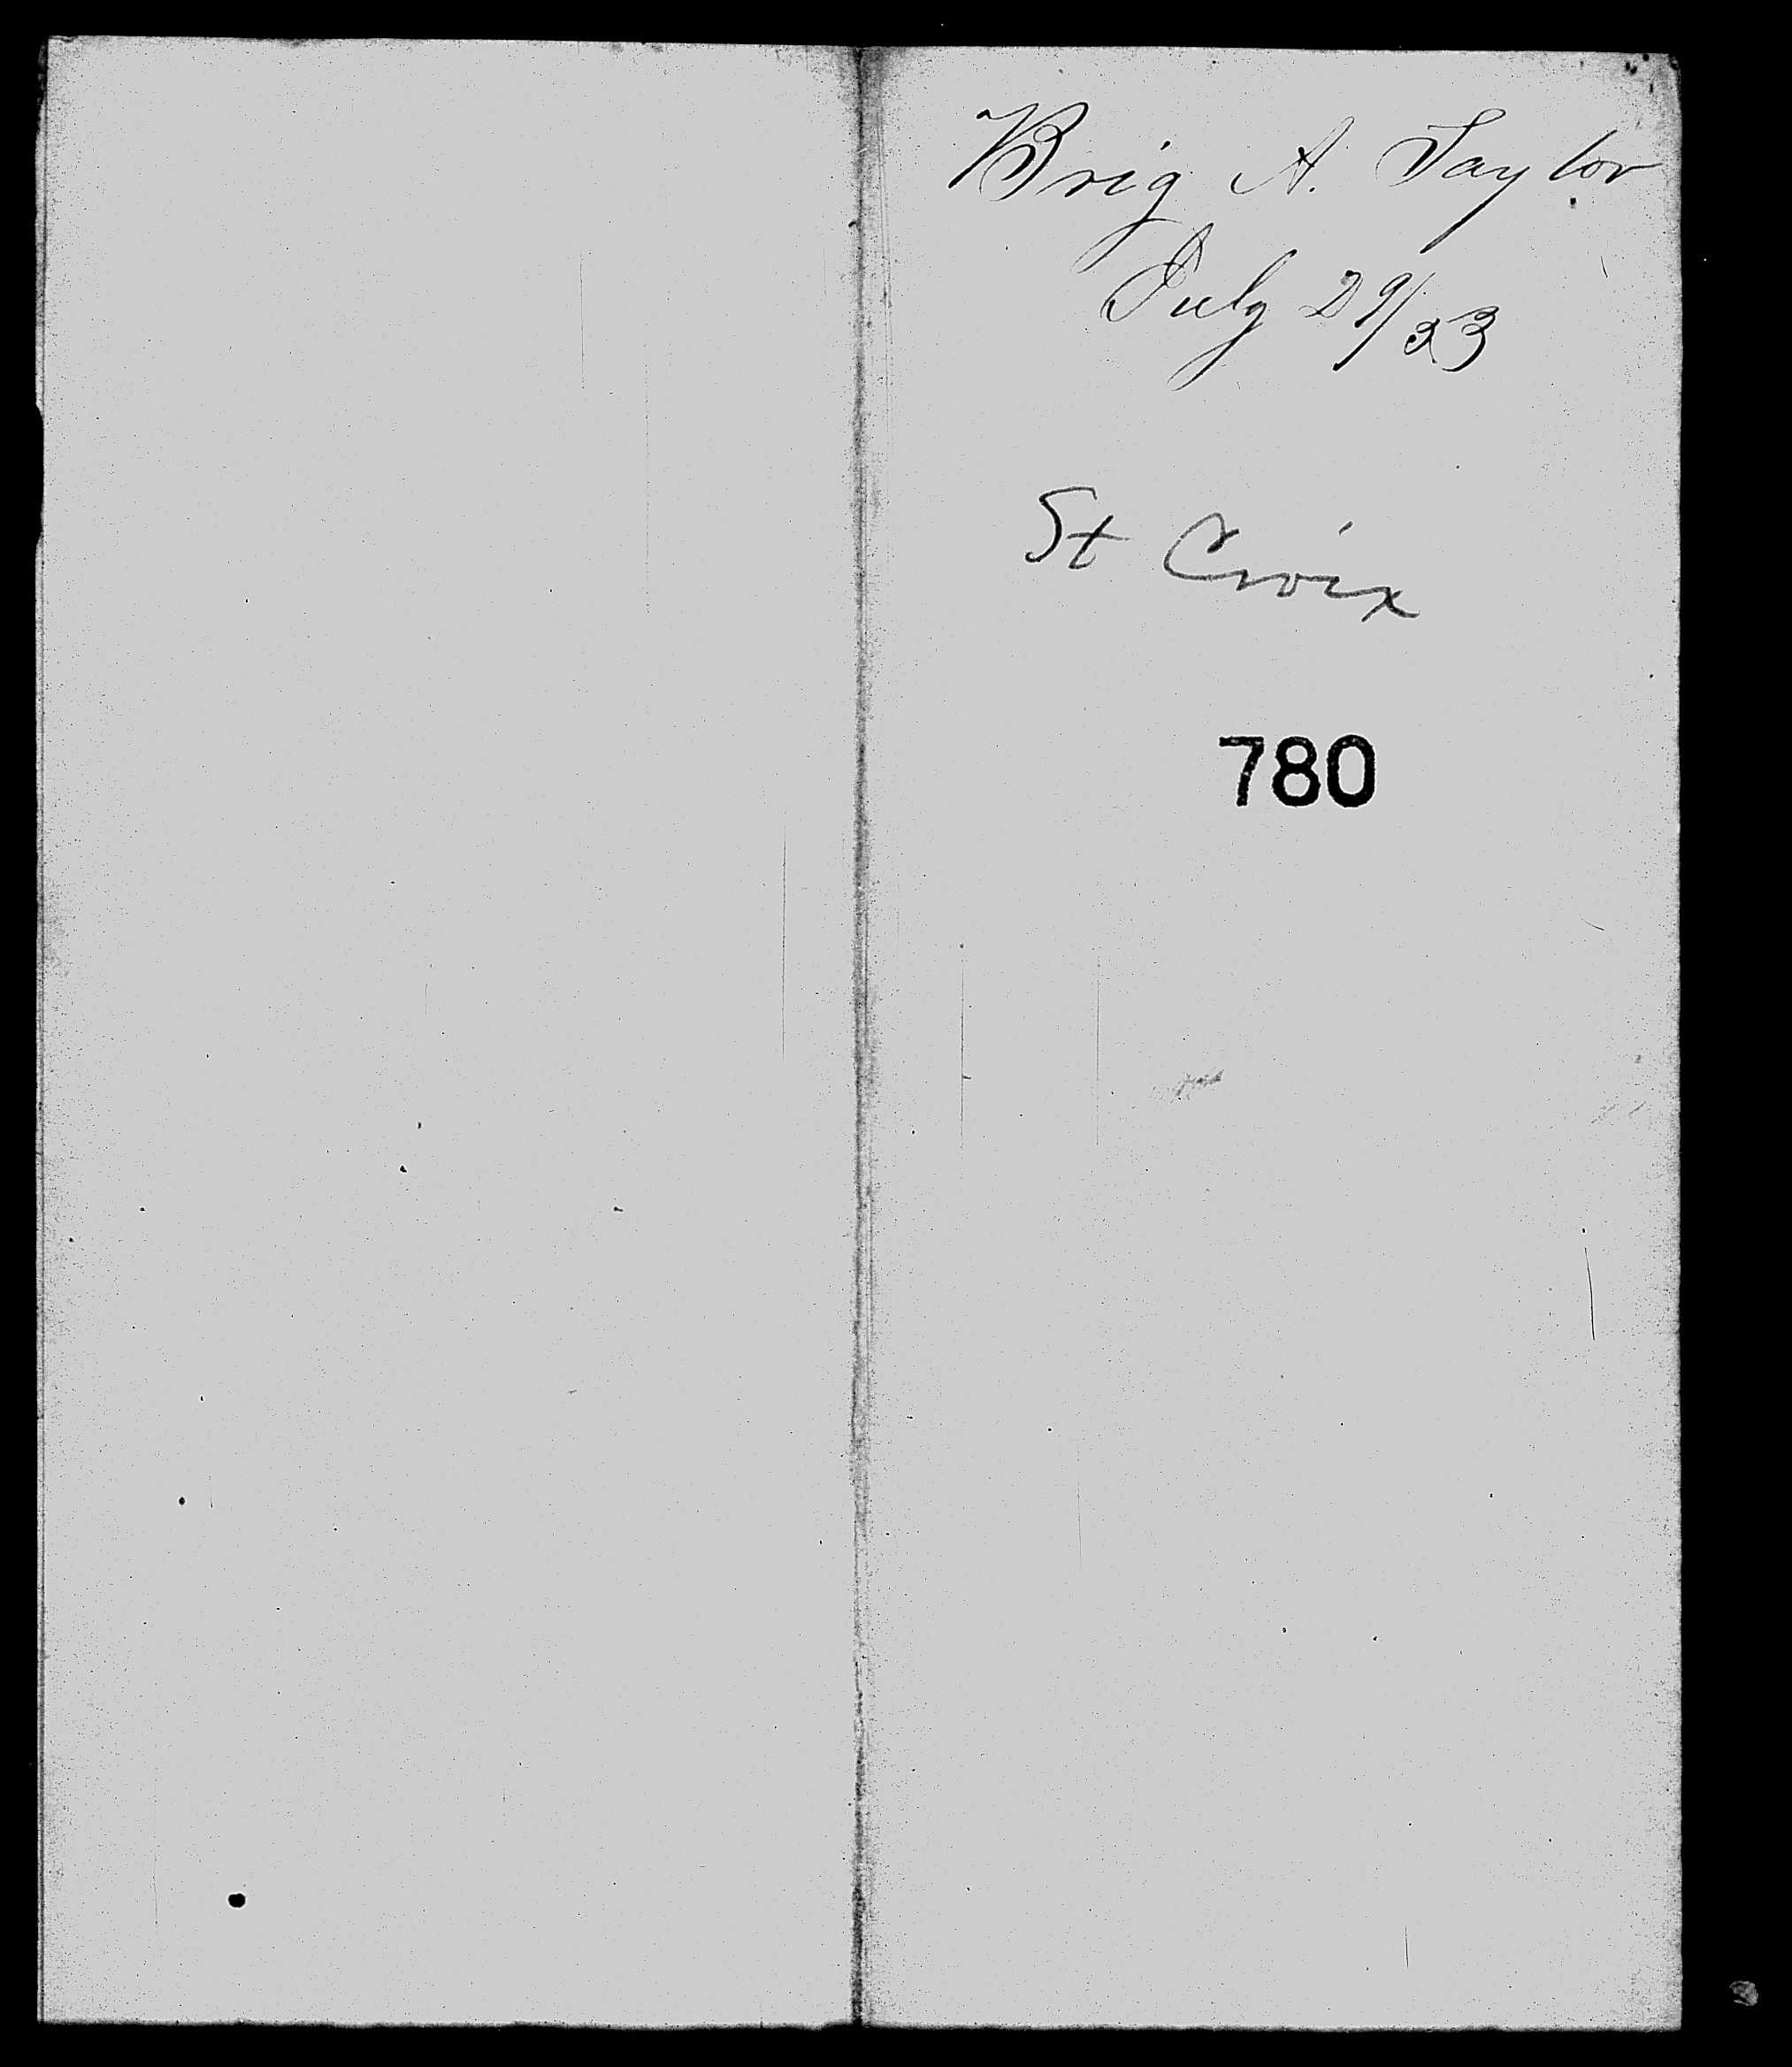 Brig A. Taylor
July 29/33
St Croix
780